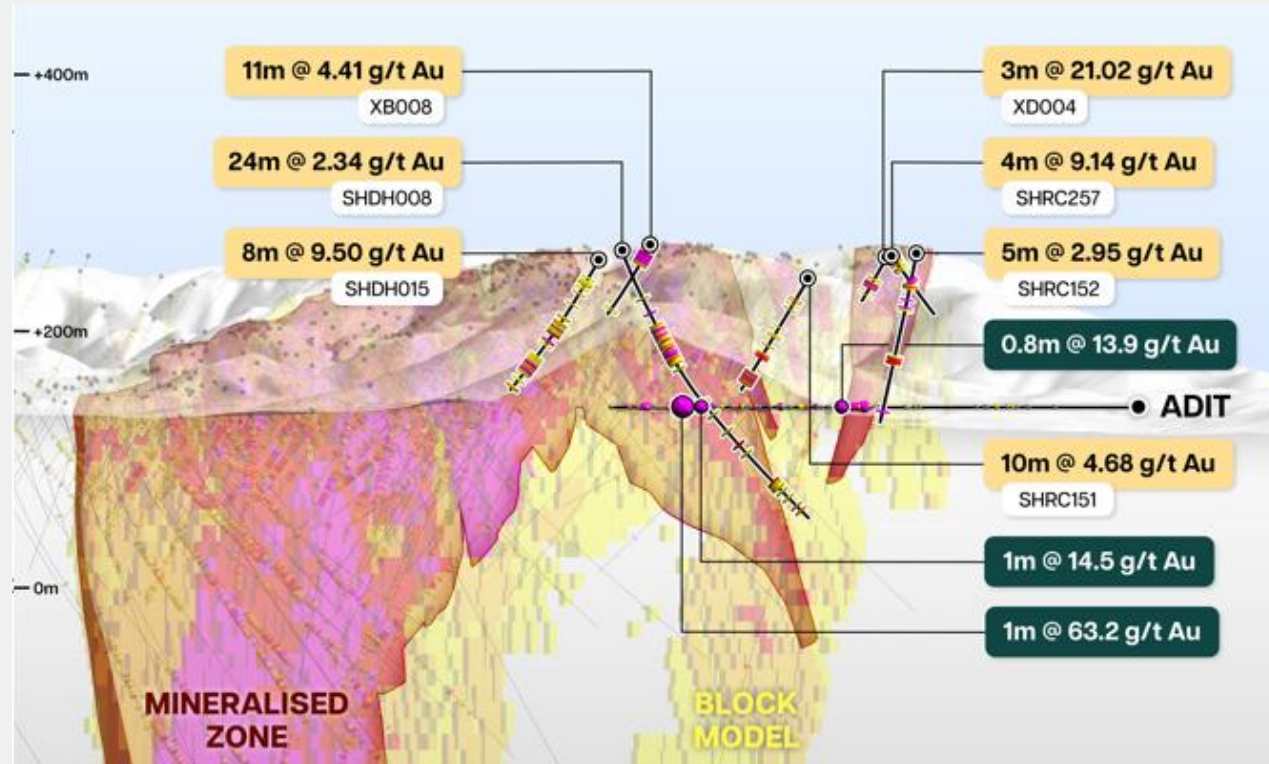 +400m
11m @ 4.41 g/t Au
XB008
24m @ 2.34 g/t Au
SHDH008
8m @ 9.50 g/t Au
SHDH015
+200m
0m
3m @ 21.02 g/t Au
XD004
4m @ 9.14 g/t Au
SHRC257
5m @ 2.95 g/t Au
SHRC152
0.8m @ 13.9 g/t Au
ADIT
10m @ 4.68 g/t Au
SHRC151
1m @ 14.5 g/t Au
1m @ 63.2 g/t Au
MINERALISED
ZONE
BLOCK
MODEL